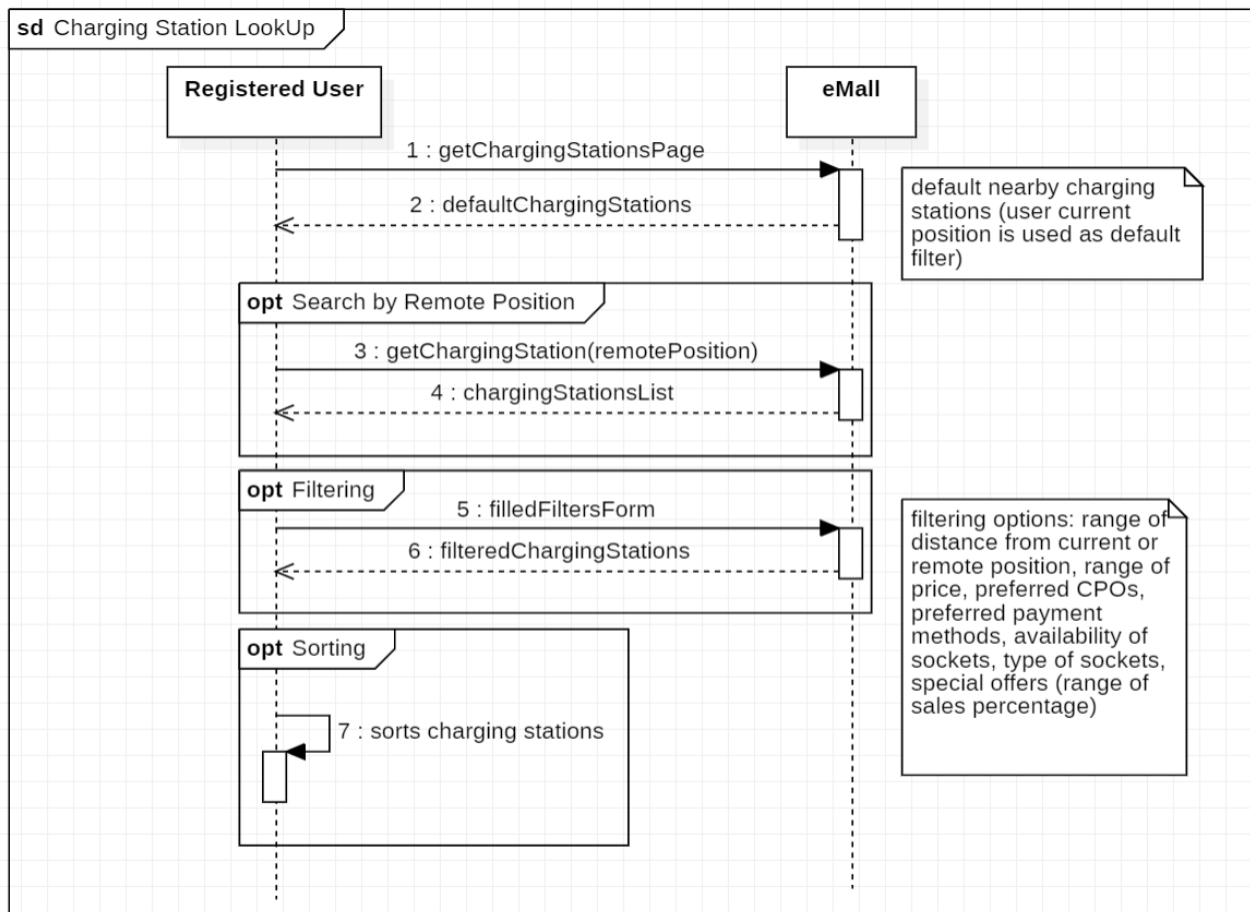 sd Charging Station LookUp
Registered User
eMall
1 : getChargingStationsPage
2 : defaultChargingStations
default nearby charging
stations (user current
position is used as default
filter)
opt Search by Remote Position
3 : getChargingStation(remotePosition)
4 : chargingStationsList
opt Filtering
5 : filledFiltersForm
6 : filteredChargingStations
filtering options: range of
distance from current or
remote position, range of
price, preferred CPOs,
preferred payment
methods, availability of
sockets, type of sockets,
special offers (range of
sales percentage)
opt Sorting
7 : sorts charging stations